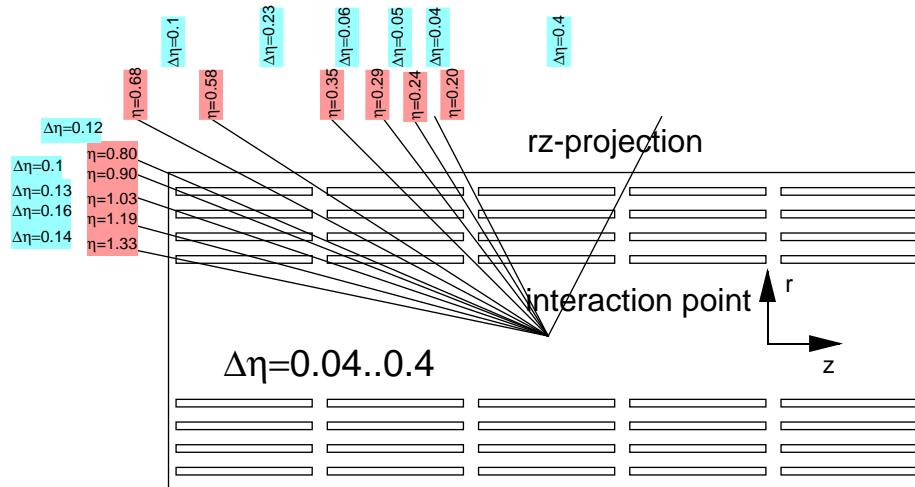 Δη=0.1
Δη=0.23
Δη=0.06
Δη=0.05
Δη=0.04
Δη=0.4
η=0.68
η=0.58
η=0.35
η=0.29
η=0.24
η=0.20
Δη=0.12
rz-projection
η=0.80
Δη=0.1
η=0.90
Δη=0.13
η=1.03
Δη=0.16
η=1.19
Δη=0.14
η=1.33
interaction point
r
z
Δη=0.04..0.4